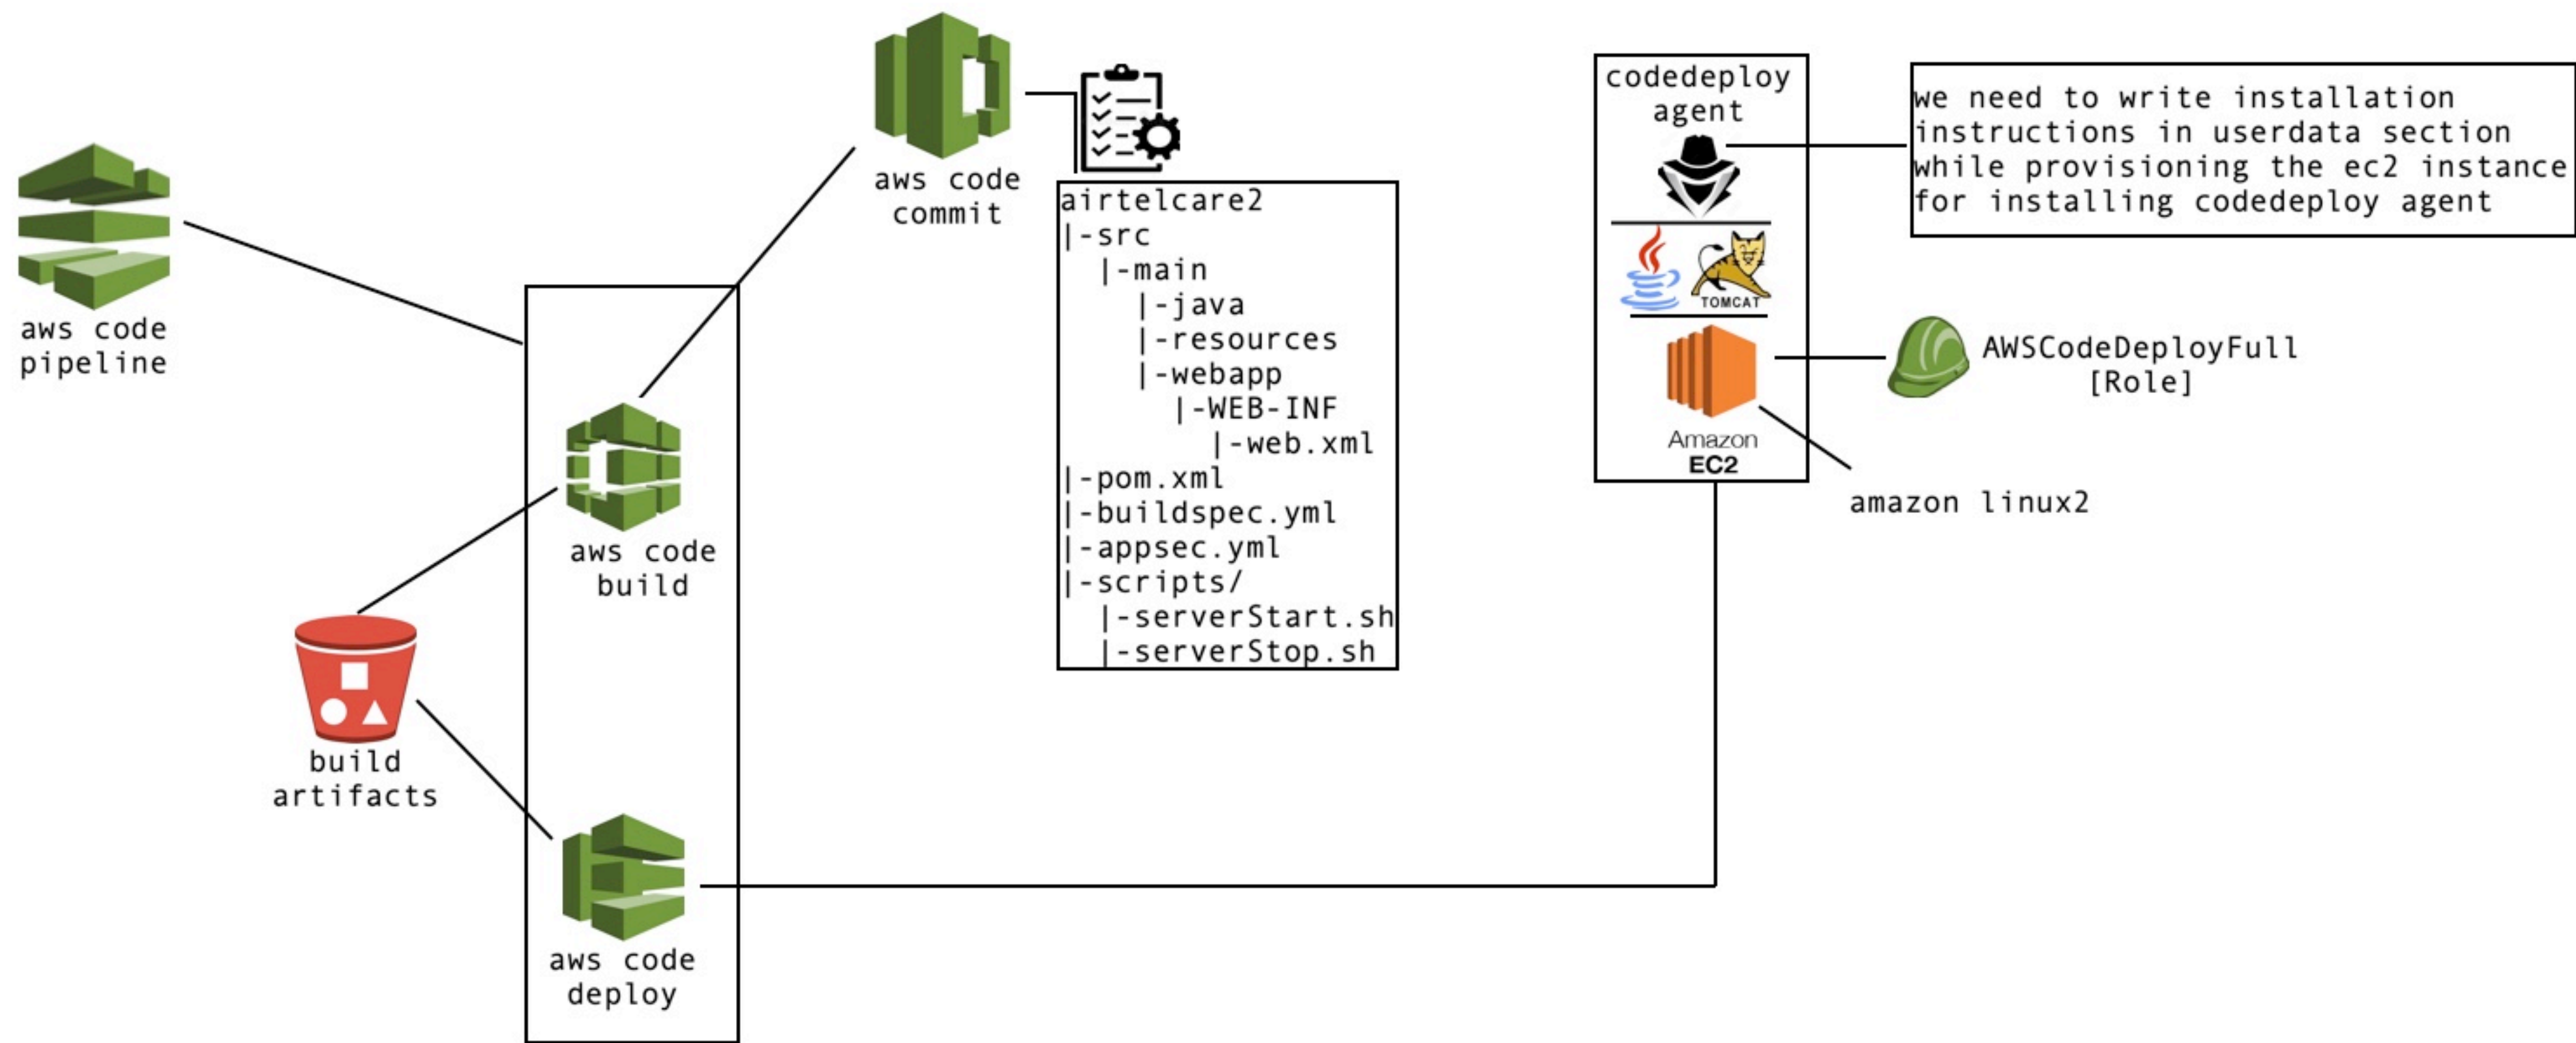 aws code
pipeline
aws code
commit
airtelcare2
|-src
|-main
|-java
|-resources
|-webapp
|-WEB-INF
|-web.xml
|-pom.xml
|-buildspec.yml
|-appsec.yml
|-scripts/
|-serverStart.sh
|-serverStop.sh
aws code
build
build
artifacts
aws code
deploy
codedeploy
agent
TOMCAT
Amazon
EC2
we need to write installation
instructions in userdata section
while provisioning the ec2 instance
for installing codedeploy agent
AWSCodeDeployFull
[Role]
amazon linux2